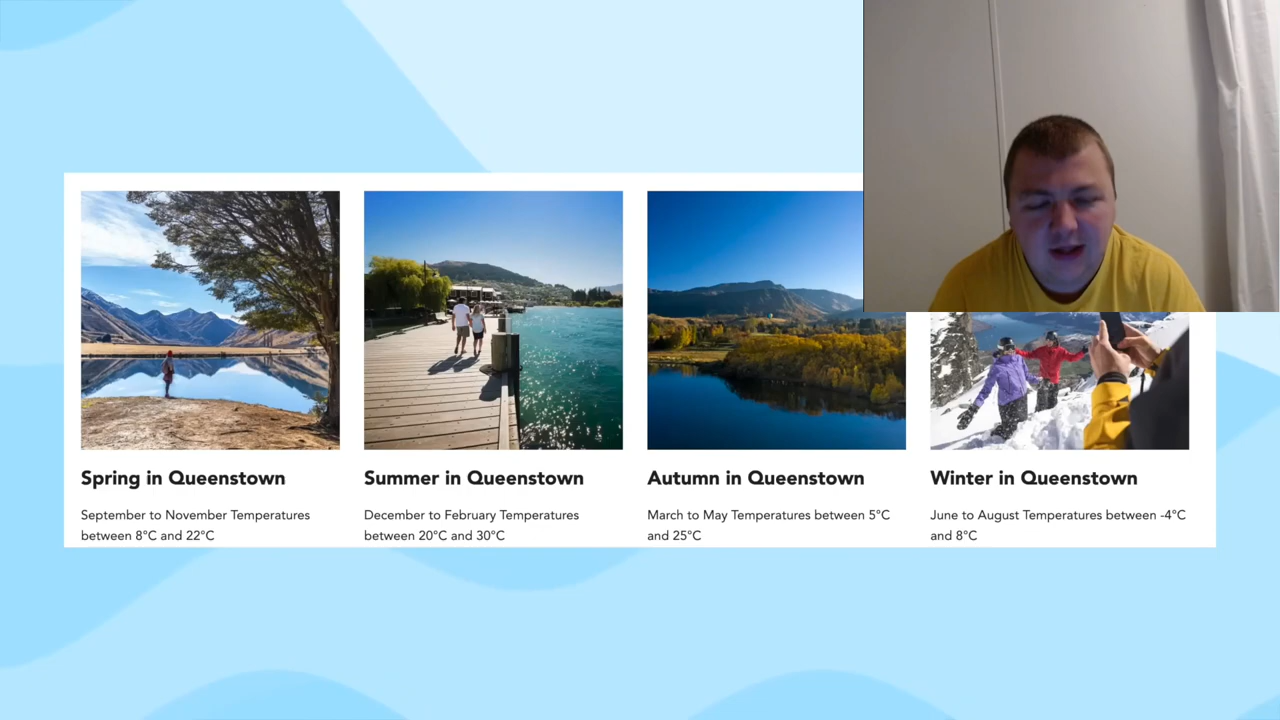 Spring in Queenstown
September to November Temperatures
between 8°C and 22°C
Summer in Queenstown
December to February Temperatures
between 20°C and 30°C
Autumn in Queenstown
March to May Temperatures between 5°C
and 25°C
Winter in Queenstown
June to August Temperatures between -4°C
and 8°C